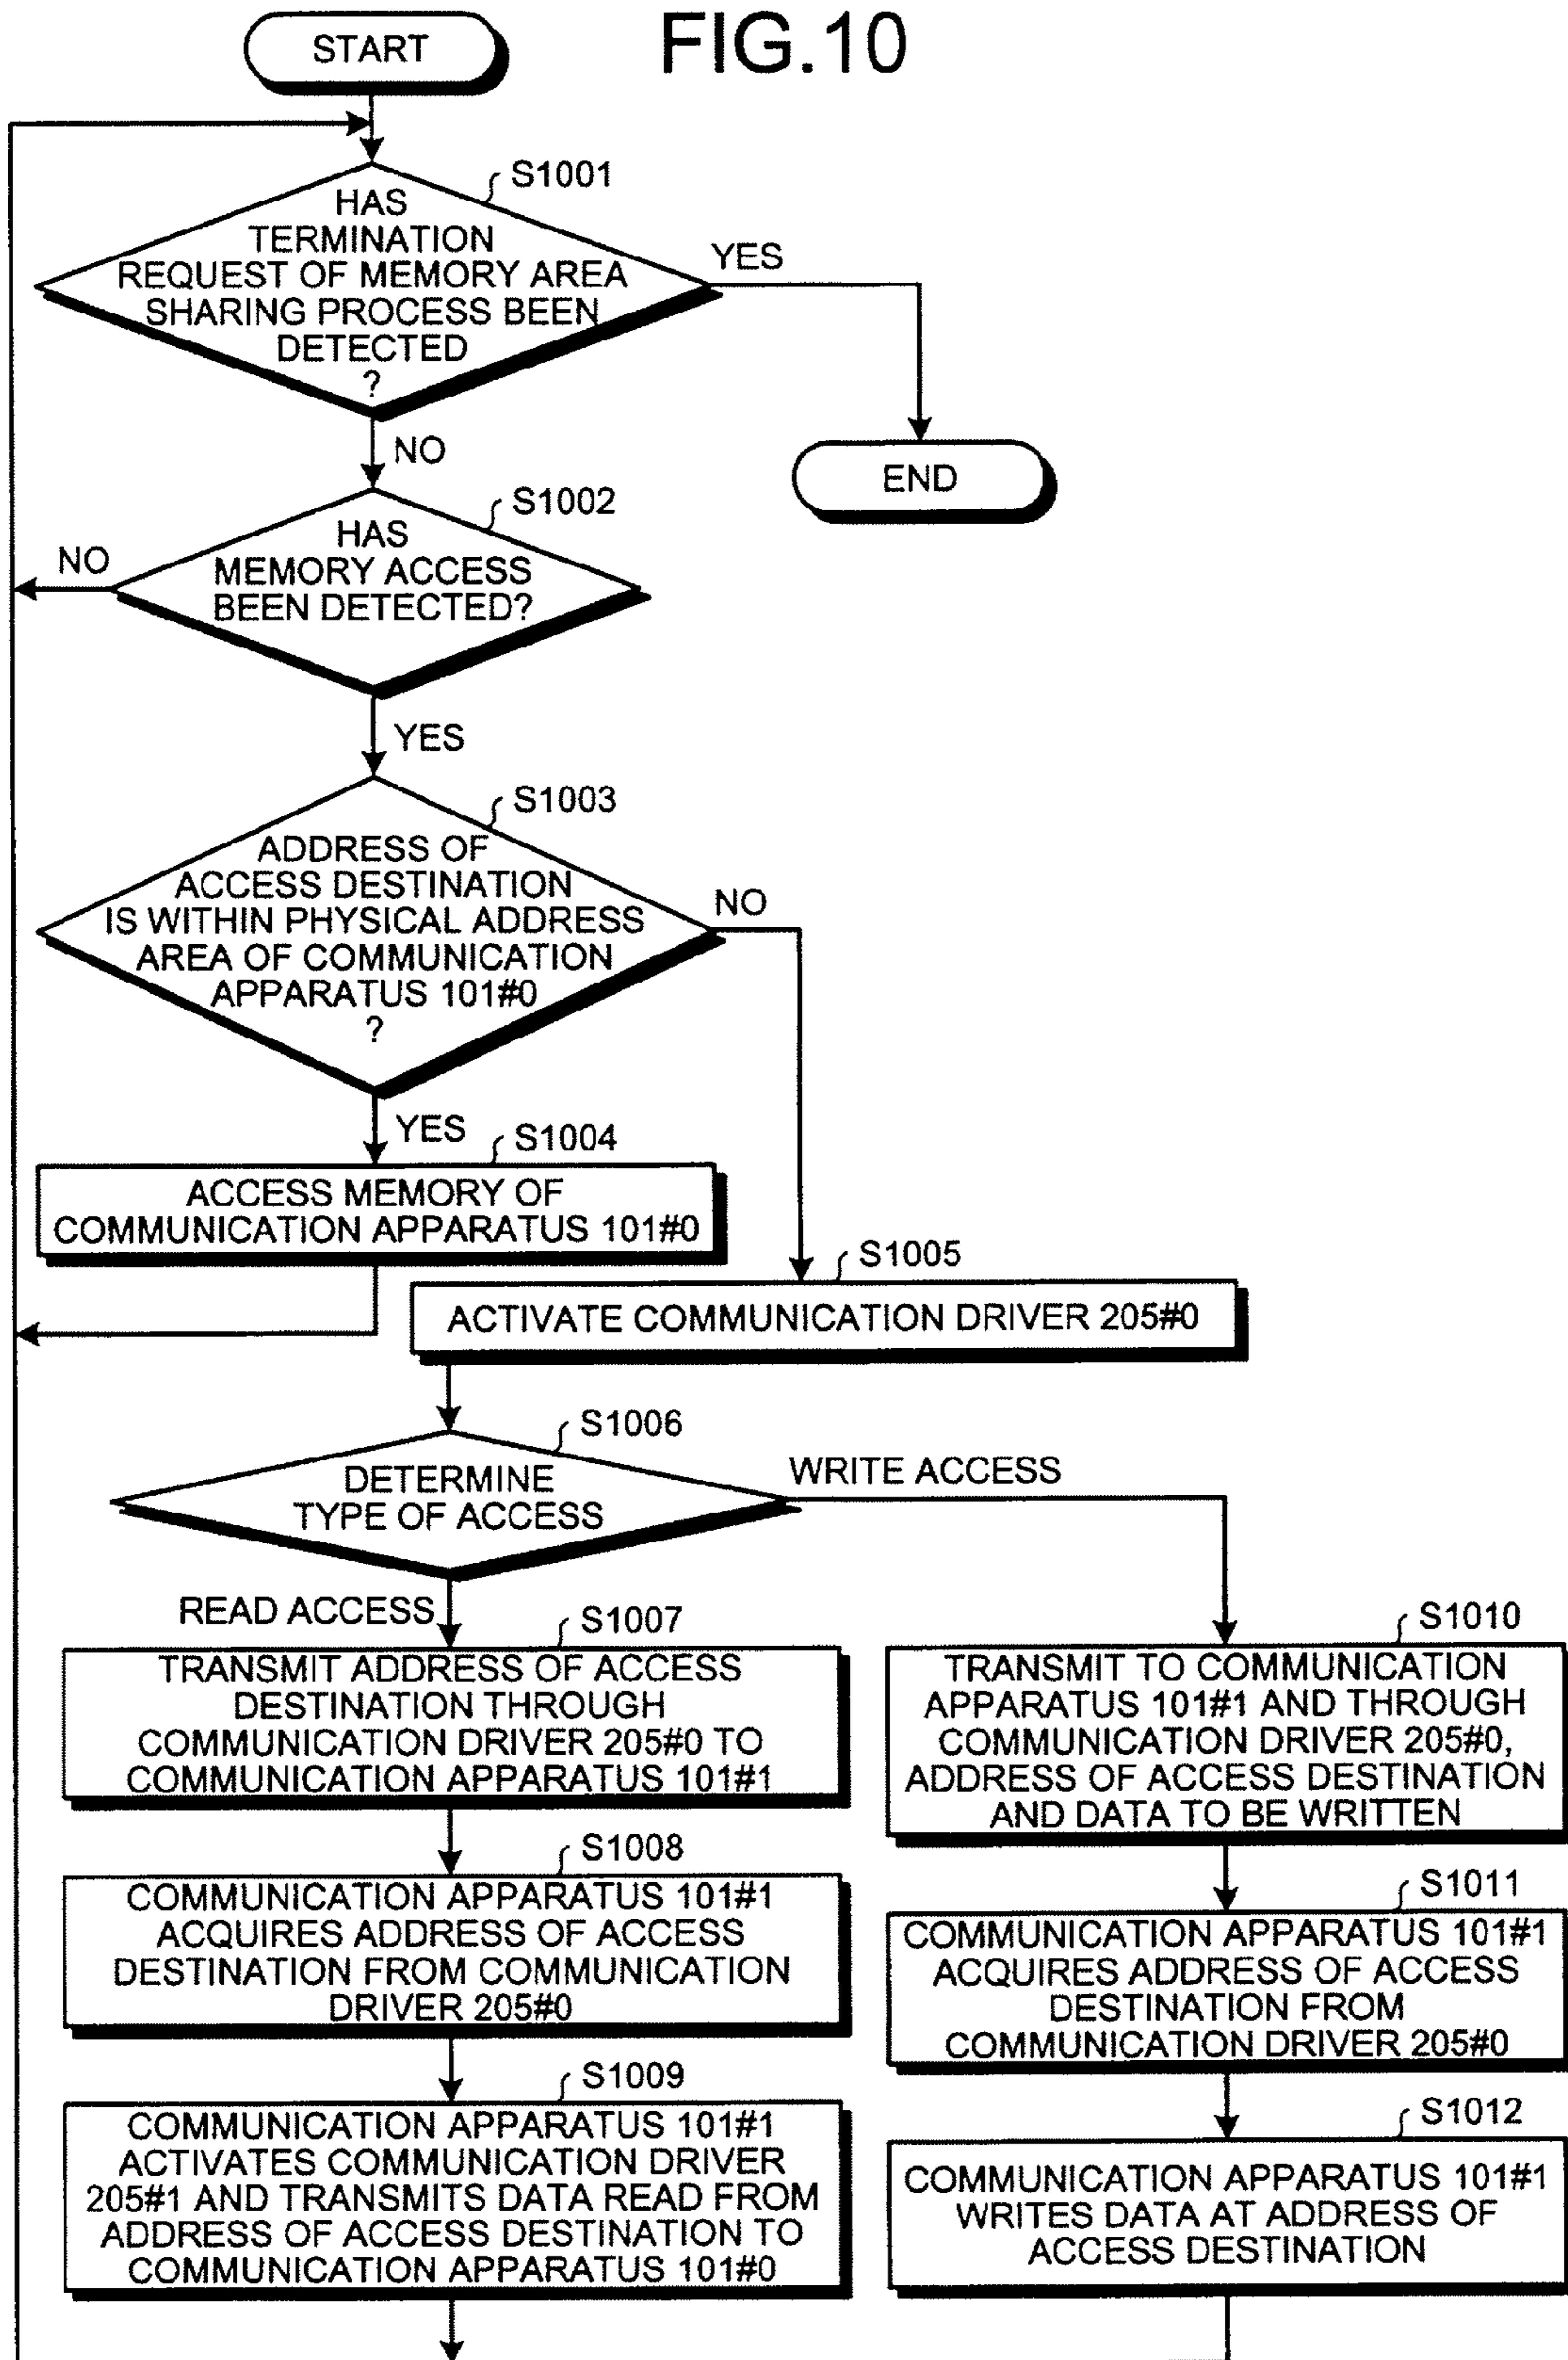 FIG.10
START
S1001
HAS
TERMINATION
REQUEST OF MEMORY AREA
SHARING PROCESS BEEN
DETECTED
?
YES
NO
END
S1002
HAS
MEMORY ACCESS
BEEN DETECTED?
NO
YES
S1003
ADDRESS OF
ACCESS DESTINATION
IS WITHIN PHYSICAL ADDRESS
AREA OF COMMUNICATION
APPARATUS 101#0
?
NO
YES
S1004
ACCESS MEMORY OF
COMMUNICATION APPARATUS 101#0
S1005
ACTIVATE COMMUNICATION DRIVER 205#0
S1006
DETERMINE
TYPE OF ACCESS
WRITE ACCESS
READ ACCESS
S1007
TRANSMIT ADDRESS OF ACCESS
DESTINATION THROUGH
COMMUNICATION DRIVER 205#0 TO
COMMUNICATION APPARATUS 101#1
S1008
COMMUNICATION APPARATUS 101#1
ACQUIRES ADDRESS OF ACCESS
DESTINATION FROM COMMUNICATION
DRIVER 205#0
S1009
COMMUNICATION APPARATUS 101#1
ACTIVATES COMMUNICATION DRIVER
205#1 AND TRANSMITS DATA READ FROM
ADDRESS OF ACCESS DESTINATION TO
COMMUNICATION APPARATUS 101#0
S1010
TRANSMIT TO COMMUNICATION
APPARATUS 101#1 AND THROUGH
COMMUNICATION DRIVER 205#0,
ADDRESS OF ACCESS DESTINATION
AND DATA TO BE WRITTEN
S1011
COMMUNICATION APPARATUS 101#1
ACQUIRES ADDRESS OF ACCESS
DESTINATION FROM
COMMUNICATION DRIVER 205#0
S1012
COMMUNICATION APPARATUS 101#1
WRITES DATA AT ADDRESS OF
ACCESS DESTINATION